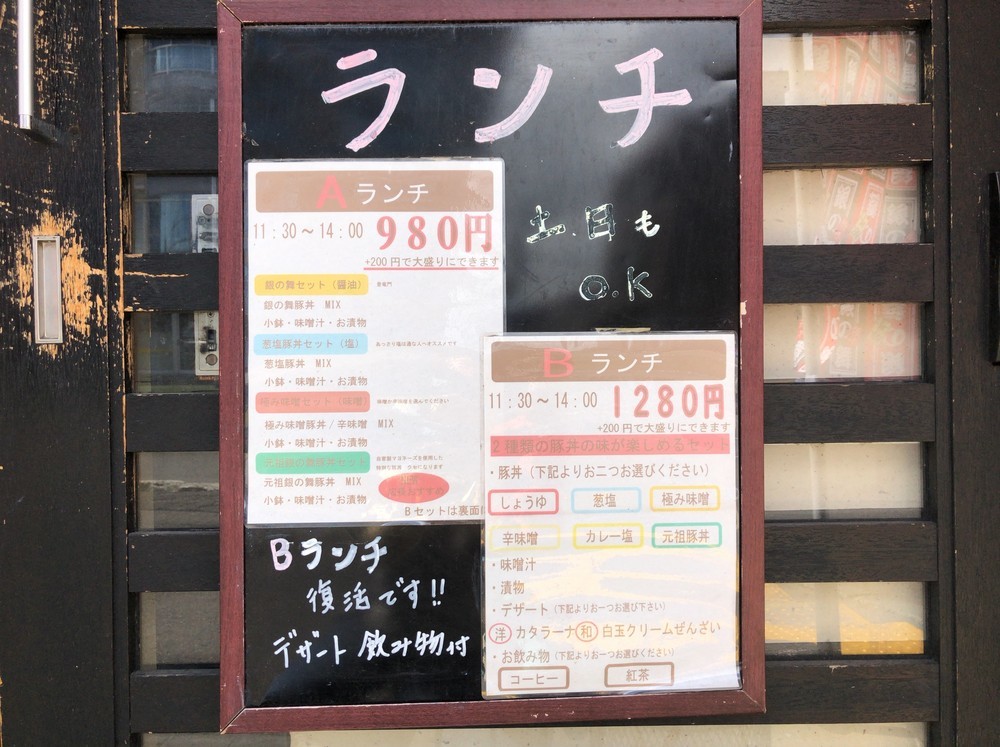 ランチ
土.日も
O.K
Aランチ
11:30〜14:00 980円
+200円で大盛りにできます
銀の舞セット（醤油）
銀の舞豚丼 MIX
小鉢・味噌汁・お漬物
葱塩豚丼セット（塩）
葱塩豚丼 MIX
小鉢・味噌汁・お漬物
極み味噌セット（味噌）
極み味噌豚丼/辛味噌 MIX
小鉢・味噌汁・お漬物
元祖銀の舞豚丼セット
元祖銀の舞豚丼 MIX
小鉢・味噌汁・お漬物
Bセットは裏面に
Bランチ
復活です!!
デザート 飲み物付
Bランチ
11:30〜14:00 1280円
+200円で大盛りにできます
2種類の豚丼の味が楽しめるセット
・豚丼（下記よりお二つお選びください）
しょうゆ 葱塩 極み味噌
辛味噌 カレー塩 元祖豚丼
・味噌汁
・漬物
・デザート（下記よりお一つお選び下さい）
洋 カタラーナ 和 白玉クリームぜんざい
・お飲み物（下記よりお一つお選びください）
コーヒー 紅茶